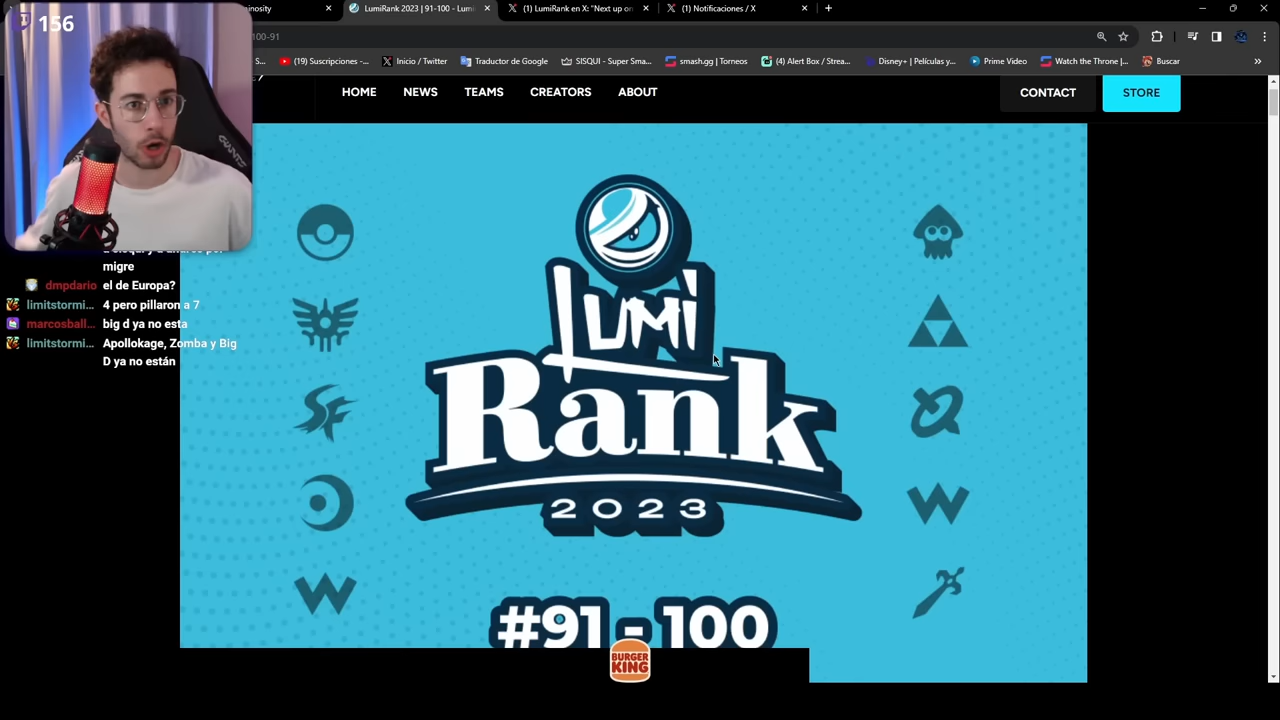 156
uminosity
LumiRank 2023 | 91-100 - Lumi
(1) LumiRank en X: "Next up on
(1) Notificaciones / X
100-91
S...
(19) Suscripciones -...
Inicio / Twitter
Traductor de Google
SISQUI - Super Sma...
smash.gg | Torneos
(4) Alert Box / Strea...
Disney+ | Películas y...
Prime Video
Watch the Throne |...
Buscar
»
HOME
NEWS
TEAMS
CREATORS
ABOUT
CONTACT
STORE
migre
dmpdario el de Europa?
limitstormi... 4 pero pillaron a 7
marcosball... big d ya no esta
limitstormi... Apollokage, Zomba y Big
D ya no están
LUMi
Rank
2023
#91 - 100
BURGER
KING